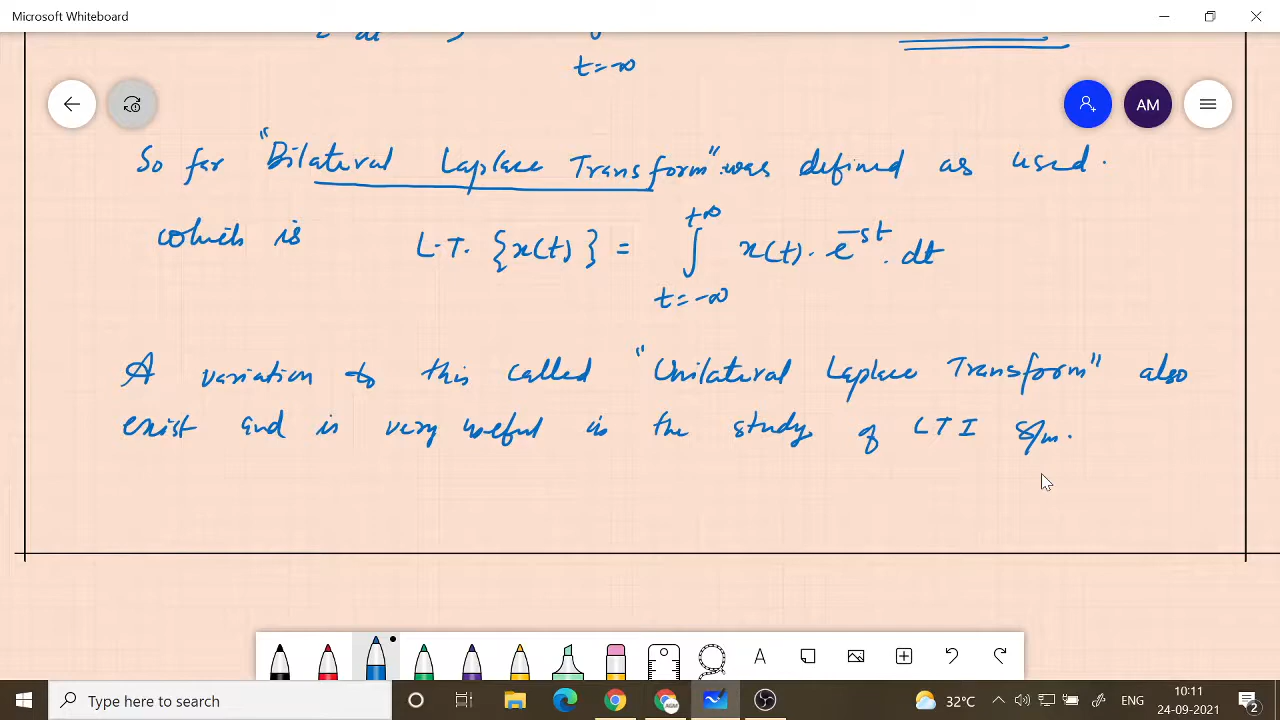 Microsoft Whiteboard
t=-∞
AM
So far "Bilateral Laplace Transform" was defined as used.
which is L.T. {x(t)} = ∫ t=-∞ +∞ x(t). e^-st. dt
A variation to this called "Unilateral Laplace Transform" also
exist and is very useful is the study of LTI S/m.
A
Type here to search
32°C
ENG
10:11
24-09-2021
2